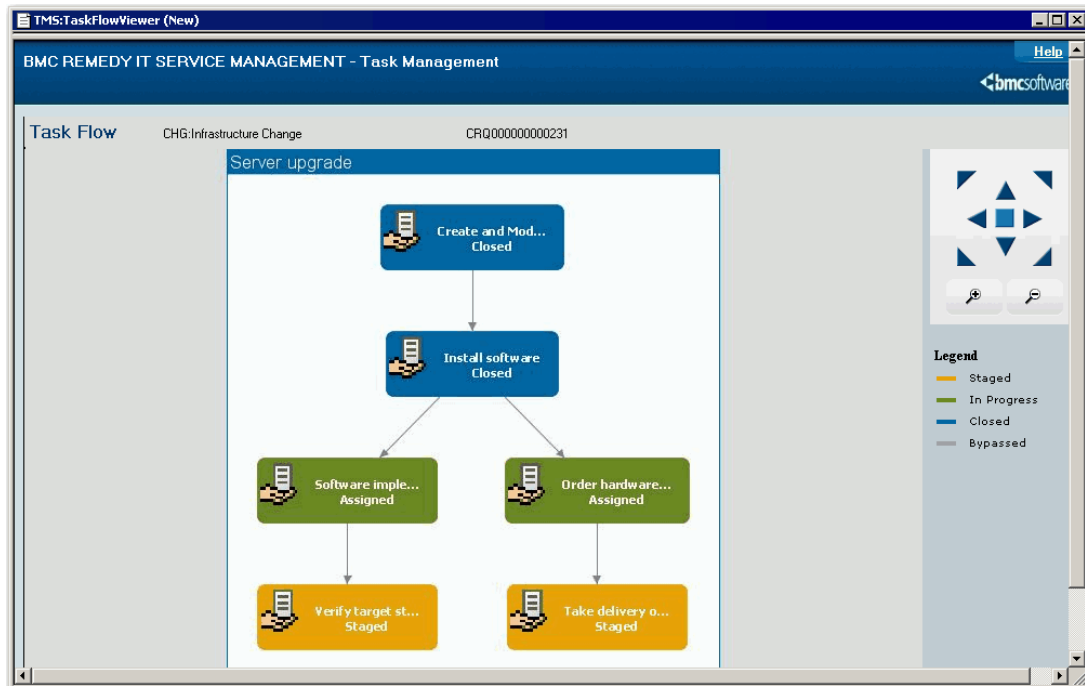 TMS:TaskFlowViewer (New)
Help
BMC REMEDY IT SERVICE MANAGEMENT - Task Management
bmcsoftware
Task Flow CHG:Infrastructure Change CRQ000000000231
Server upgrade
Create and Mod...
Closed
Install software
Closed
Software imple...
Assigned
Order hardware...
Assigned
Verify target st...
Staged
Take delivery o...
Staged
Legend
Staged
In Progress
Closed
Bypassed